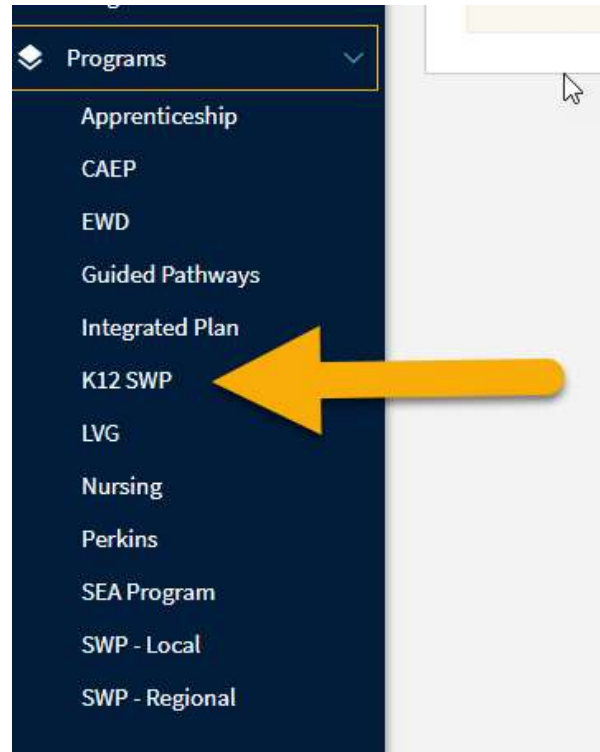 Programs
Apprenticeship
CAEP
EWD
Guided Pathways
Integrated Plan
K12 SWP
LVG
Nursing
Perkins
SEA Program
SWP - Local
SWP - Regional